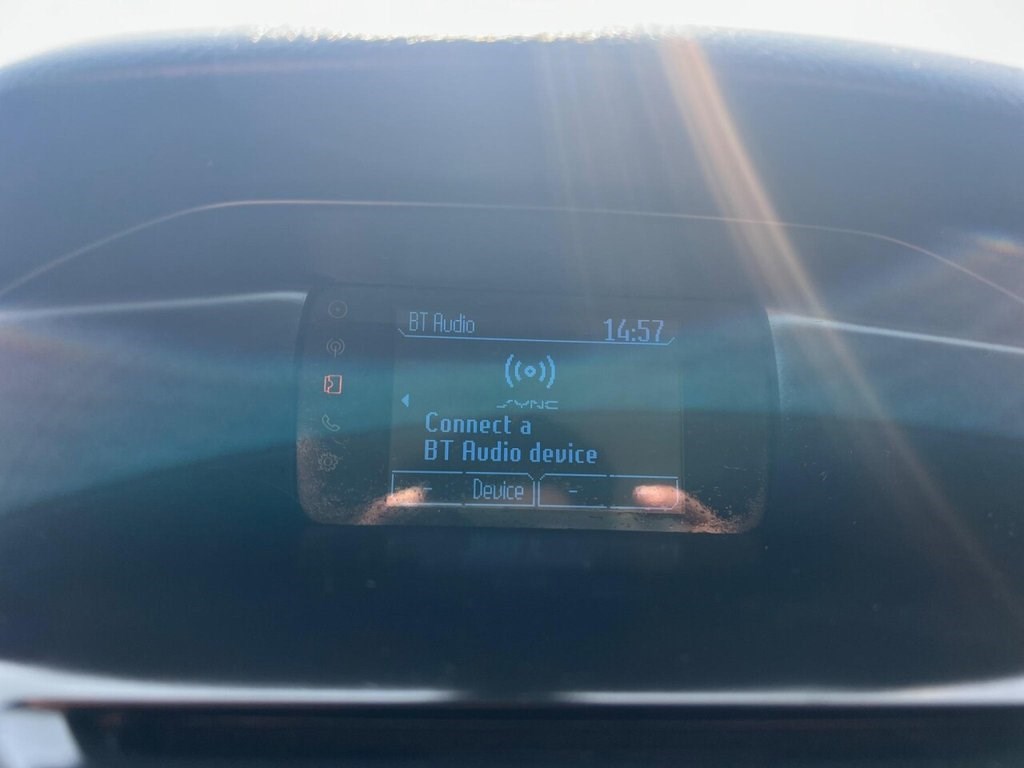 BT Audio 14:57
SYNC
Connect a
BT Audio device
-- Device --